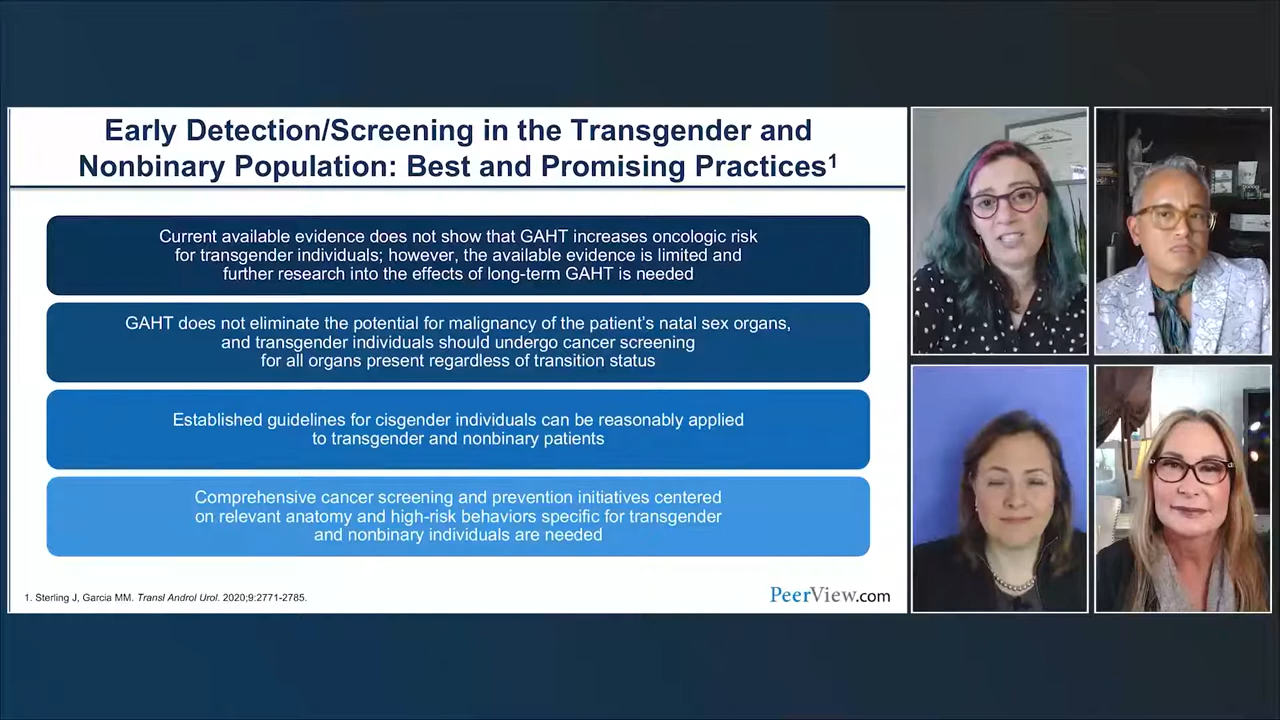 Early Detection/Screening in the Transgender and
Nonbinary Population: Best and Promising Practices¹
Current available evidence does not show that GAHT increases oncologic risk
for transgender individuals; however, the available evidence is limited and
further research into the effects of long-term GAHT is needed
GAHT does not eliminate the potential for malignancy of the patient's natal sex organs,
and transgender individuals should undergo cancer screening
for all organs present regardless of transition status
Established guidelines for cisgender individuals can be reasonably applied
to transgender and nonbinary patients
Comprehensive cancer screening and prevention initiatives centered
on relevant anatomy and high-risk behaviors specific for transgender
and nonbinary individuals are needed
1. Sterling J, Garcia MM. Transl Androl Urol. 2020;9:2771-2785.
PeerView.com